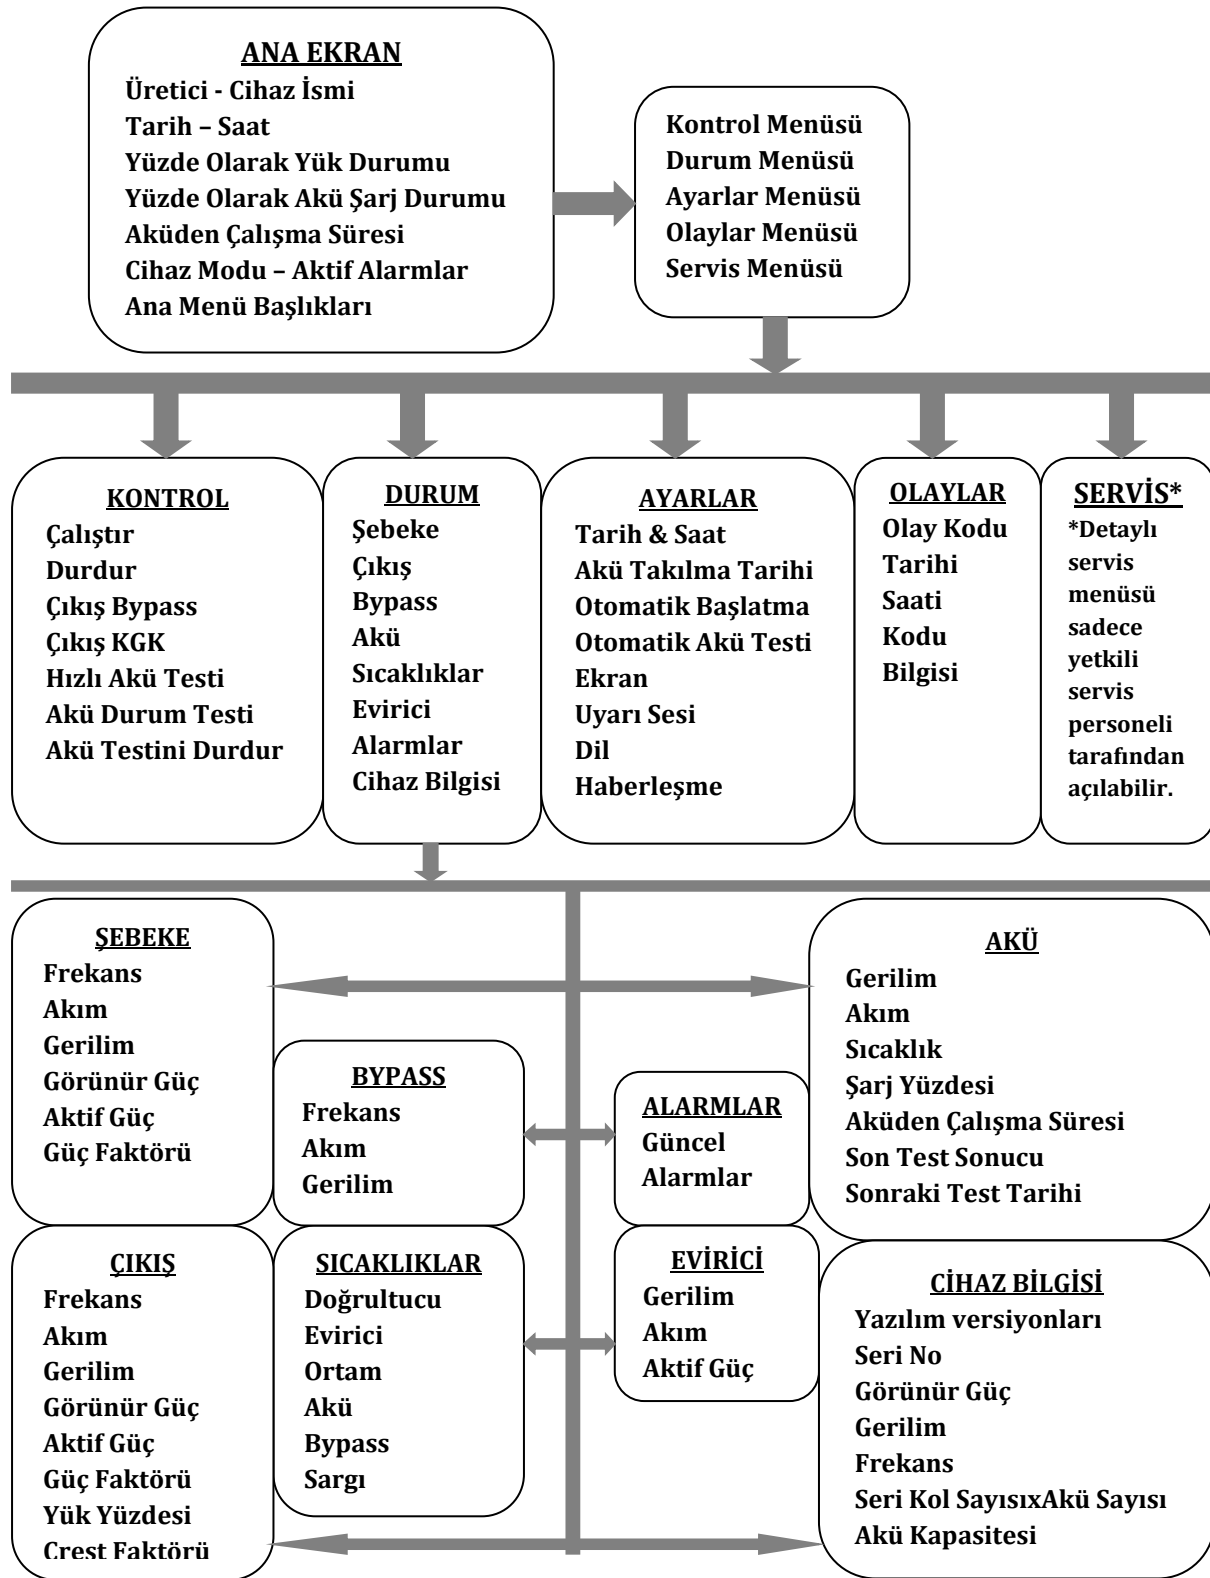 ANA EKRAN
Üretici - Cihaz İsmi
Tarih – Saat
Yüzde Olarak Yük Durumu
Yüzde Olarak Akü Şarj Durumu
Aküden Çalışma Süresi
Cihaz Modu – Aktif Alarmlar
Ana Menü Başlıkları
Kontrol Menüsü
Durum Menüsü
Ayarlar Menüsü
Olaylar Menüsü
Servis Menüsü
KONTROL
Çalıştır
Durdur
Çıkış Bypass
Çıkış KGK
Hızlı Akü Testi
Akü Durum Testi
Akü Testini Durdur
DURUM
Şebeke
Çıkış
Bypass
Akü
Sıcaklıklar
Evirici
Alarmlar
Cihaz Bilgisi
AYARLAR
Tarih & Saat
Akü Takılma Tarihi
Otomatik Başlatma
Otomatik Akü Testi
Ekran
Uyarı Sesi
Dil
Haberleşme
OLAYLAR
Olay Kodu
Tarihi
Saati
Kodu
Bilgisi
SERVİS*
*Detaylı
servis
menüsü
sadece
yetkili
servis
personeli
tarafından
açılabilir.
ŞEBEKE
Frekans
Akım
Gerilim
Görünür Güç
Aktif Güç
Güç Faktörü
BYPASS
Frekans
Akım
Gerilim
ALARMLAR
Güncel
Alarmlar
AKÜ
Gerilim
Akım
Sıcaklık
Şarj Yüzdesi
Aküden Çalışma Süresi
Son Test Sonucu
Sonraki Test Tarihi
ÇIKIŞ
Frekans
Akım
Gerilim
Görünür Güç
Aktif Güç
Güç Faktörü
Yük Yüzdesi
Crest Faktörü
SICAKLIKLAR
Doğrultucu
Evirici
Ortam
Akü
Bypass
Sargı
EVİRİCİ
Gerilim
Akım
Aktif Güç
CİHAZ BİLGİSİ
Yazılım versiyonları
Seri No
Görünür Güç
Gerilim
Frekans
Seri Kol SayısıxAkü Sayısı
Akü Kapasitesi